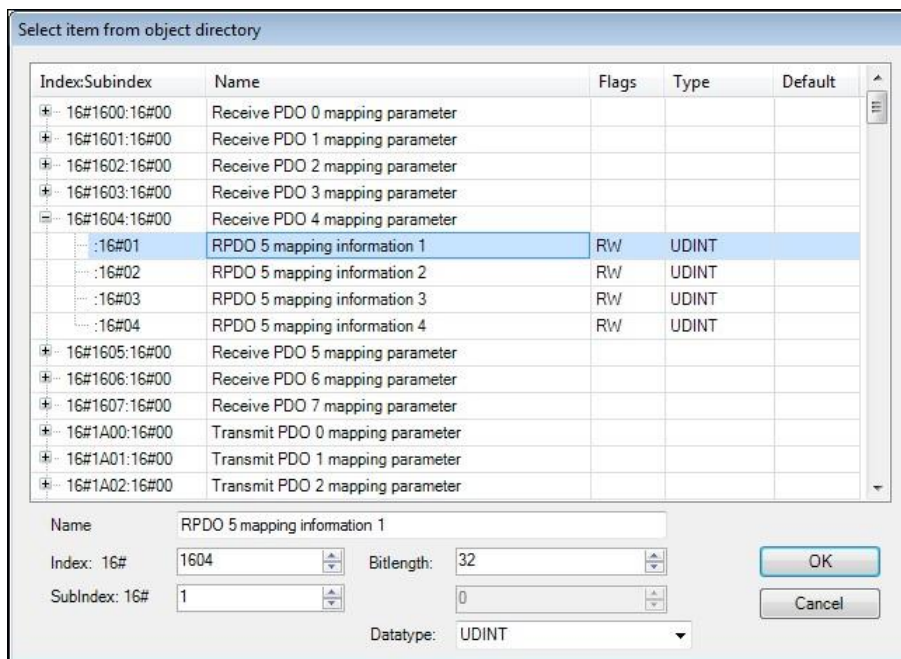 Select item from object directory
Index:Subindex Name Flags Type Default
16#1600:16#00 Receive PDO 0 mapping parameter
16#1601:16#00 Receive PDO 1 mapping parameter
16#1602:16#00 Receive PDO 2 mapping parameter
16#1603:16#00 Receive PDO 3 mapping parameter
16#1604:16#00 Receive PDO 4 mapping parameter
:16#01 RPDO 5 mapping information 1 RW UDINT
:16#02 RPDO 5 mapping information 2 RW UDINT
:16#03 RPDO 5 mapping information 3 RW UDINT
:16#04 RPDO 5 mapping information 4 RW UDINT
16#1605:16#00 Receive PDO 5 mapping parameter
16#1606:16#00 Receive PDO 6 mapping parameter
16#1607:16#00 Receive PDO 7 mapping parameter
16#1A00:16#00 Transmit PDO 0 mapping parameter
16#1A01:16#00 Transmit PDO 1 mapping parameter
16#1A02:16#00 Transmit PDO 2 mapping parameter
Name RPDO 5 mapping information 1
Index: 16# 1604 Bitlength: 32 OK
SubIndex: 16# 1 0 Cancel
Datatype: UDINT